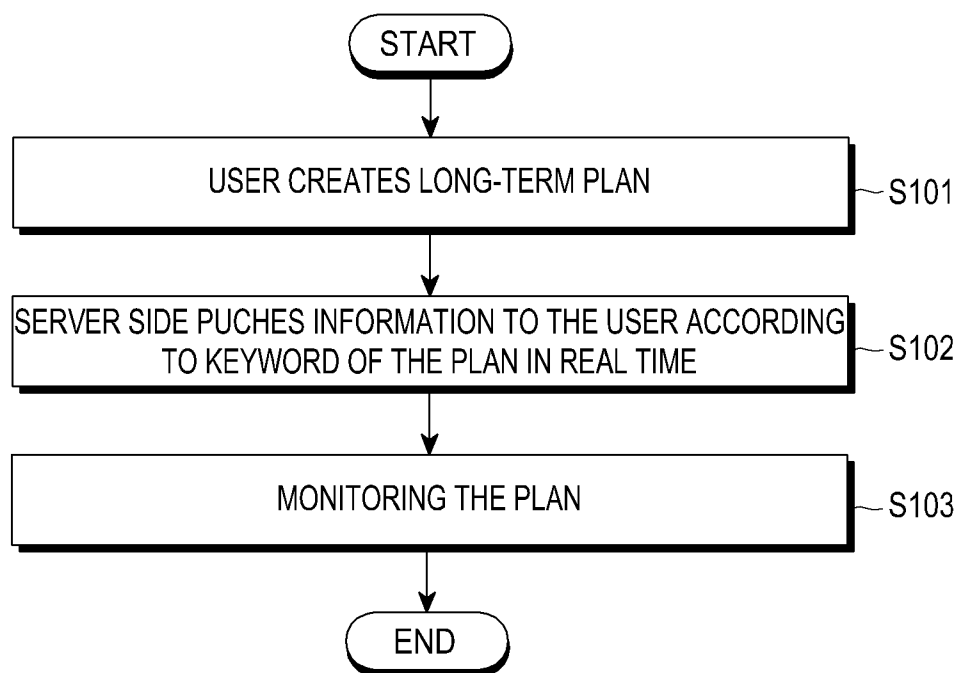 START
USER CREATES LONG-TERM PLAN
S101
SERVER SIDE PUCHES INFORMATION TO THE USER ACCORDING
TO KEYWORD OF THE PLAN IN REAL TIME
S102
MONITORING THE PLAN
S103
END